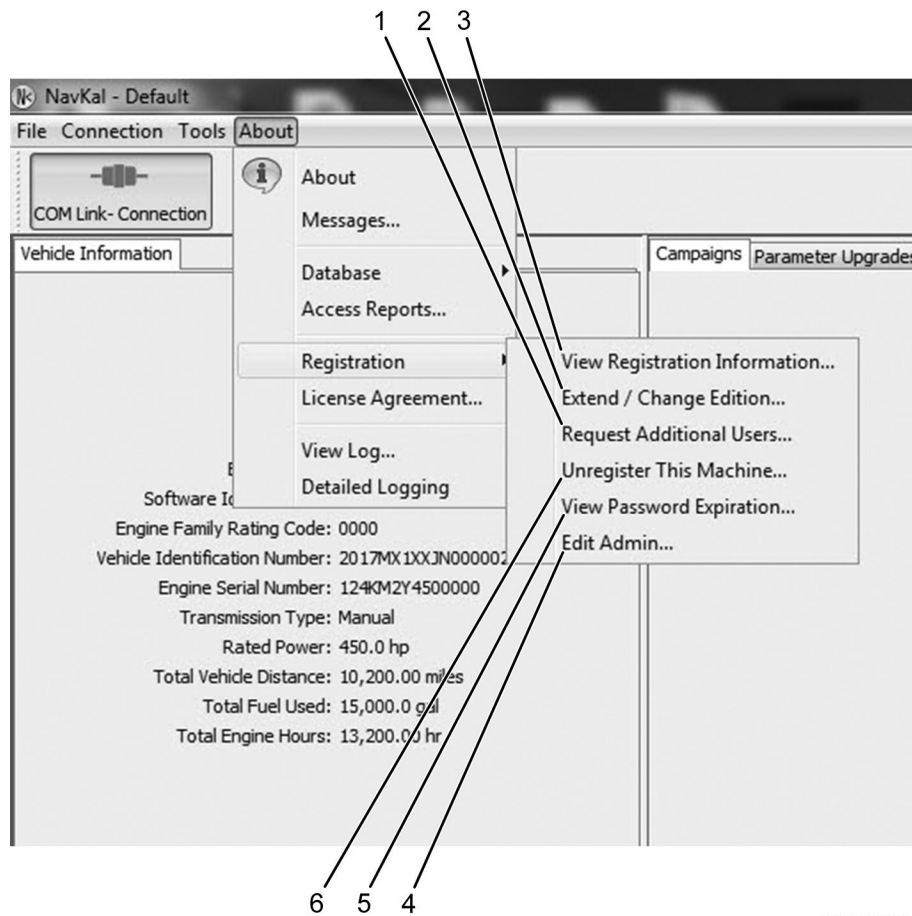 1 2 3
NavKal - Default
File Connection Tools About
COM Link- Connection
About
Messages...
Database
Access Reports...
Registration
License Agreement...
View Log...
Detailed Logging
View Registration Information...
Extend / Change Edition...
Request Additional Users...
Unregister This Machine...
View Password Expiration...
Edit Admin...
Vehicle Information
Campaigns Parameter Upgrades
Software
Engine Family Rating Code: 0000
Vehicle Identification Number: 2017MX1XXJN000002
Engine Serial Number: 124KM2Y4500000
Transmission Type: Manual
Rated Power: 450.0 hp
Total Vehicle Distance: 10,200.00 miles
Total Fuel Used: 15,000.0 gal
Total Engine Hours: 13,200.00 hr
6 5 4